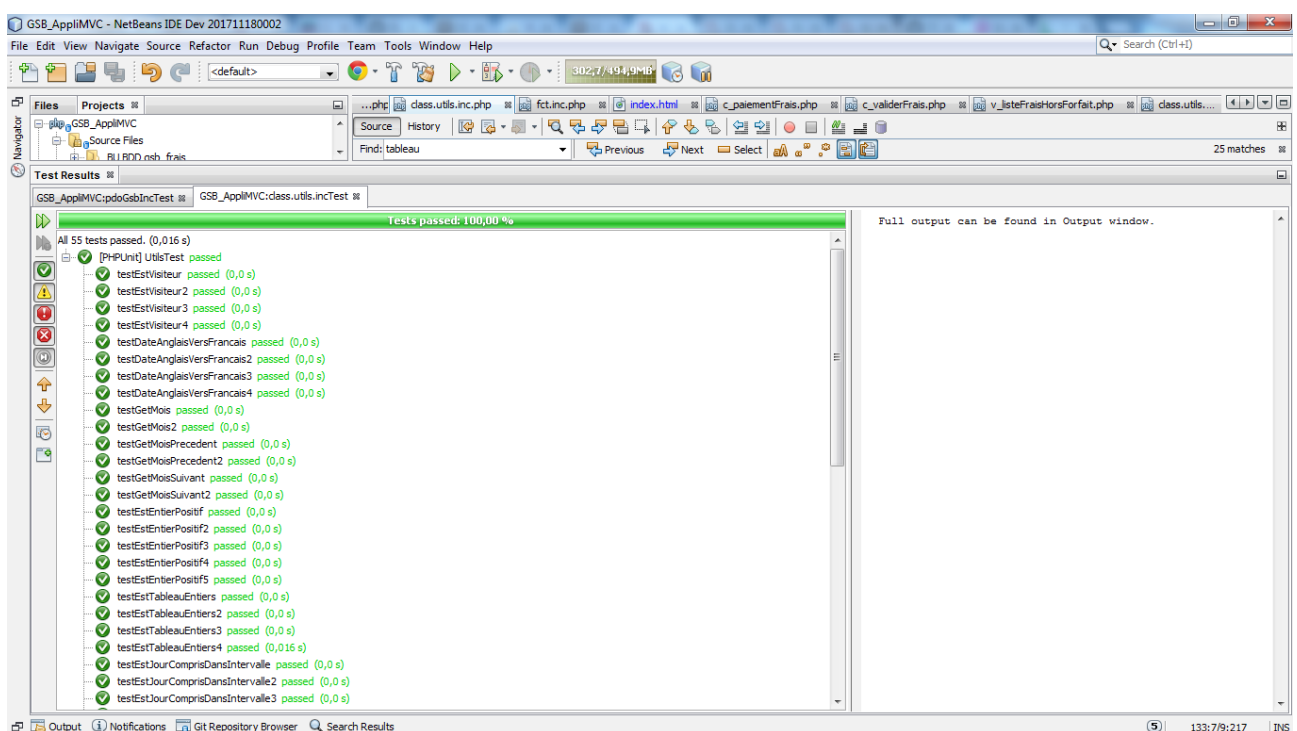 GSB_AppliMVC - NetBeans IDE Dev 201711180002
File Edit View Navigate Source Refactor Run Debug Profile Team Tools Window Help
Search (Ctrl+I)
<default>
302,7/494,9MB
Navigator
Files Projects
...php class.utils.inc.php fct.inc.php index.html c_paiementFrais.php c_validerFrais.php v_listeFraisHorsForfait.php class.utils....
GSB_AppliMVC
Source History
Source Files
BU BDD gsb_frais
Find: tableau Previous Next Select 25 matches
Test Results
GSB_AppliMVC:pdoGsbIncTest GSB_AppliMVC:class.utils.incTest
Tests passed: 100,00 %
Full output can be found in Output window.
All 55 tests passed. (0,016 s)
[PHPUnit] UtilsTest passed
testEstVisiteur passed (0,0 s)
testEstVisiteur2 passed (0,0 s)
testEstVisiteur3 passed (0,0 s)
testEstVisiteur4 passed (0,0 s)
testDateAnglaisVersFrancais passed (0,0 s)
testDateAnglaisVersFrancais2 passed (0,0 s)
testDateAnglaisVersFrancais3 passed (0,0 s)
testDateAnglaisVersFrancais4 passed (0,0 s)
testGetMois passed (0,0 s)
testGetMois2 passed (0,0 s)
testGetMoisPrecedent passed (0,0 s)
testGetMoisPrecedent2 passed (0,0 s)
testGetMoisSuivant passed (0,0 s)
testGetMoisSuivant2 passed (0,0 s)
testEstEntierPositif passed (0,0 s)
testEstEntierPositif2 passed (0,0 s)
testEstEntierPositif3 passed (0,0 s)
testEstEntierPositif4 passed (0,0 s)
testEstEntierPositif5 passed (0,0 s)
testEstTableauEntiers passed (0,0 s)
testEstTableauEntiers2 passed (0,0 s)
testEstTableauEntiers3 passed (0,0 s)
testEstTableauEntiers4 passed (0,016 s)
testEstJourComprisDansIntervalle passed (0,0 s)
testEstJourComprisDansIntervalle2 passed (0,0 s)
testEstJourComprisDansIntervalle3 passed (0,0 s)
Output Notifications Git Repository Browser Search Results
5 133:7/9:217 INS